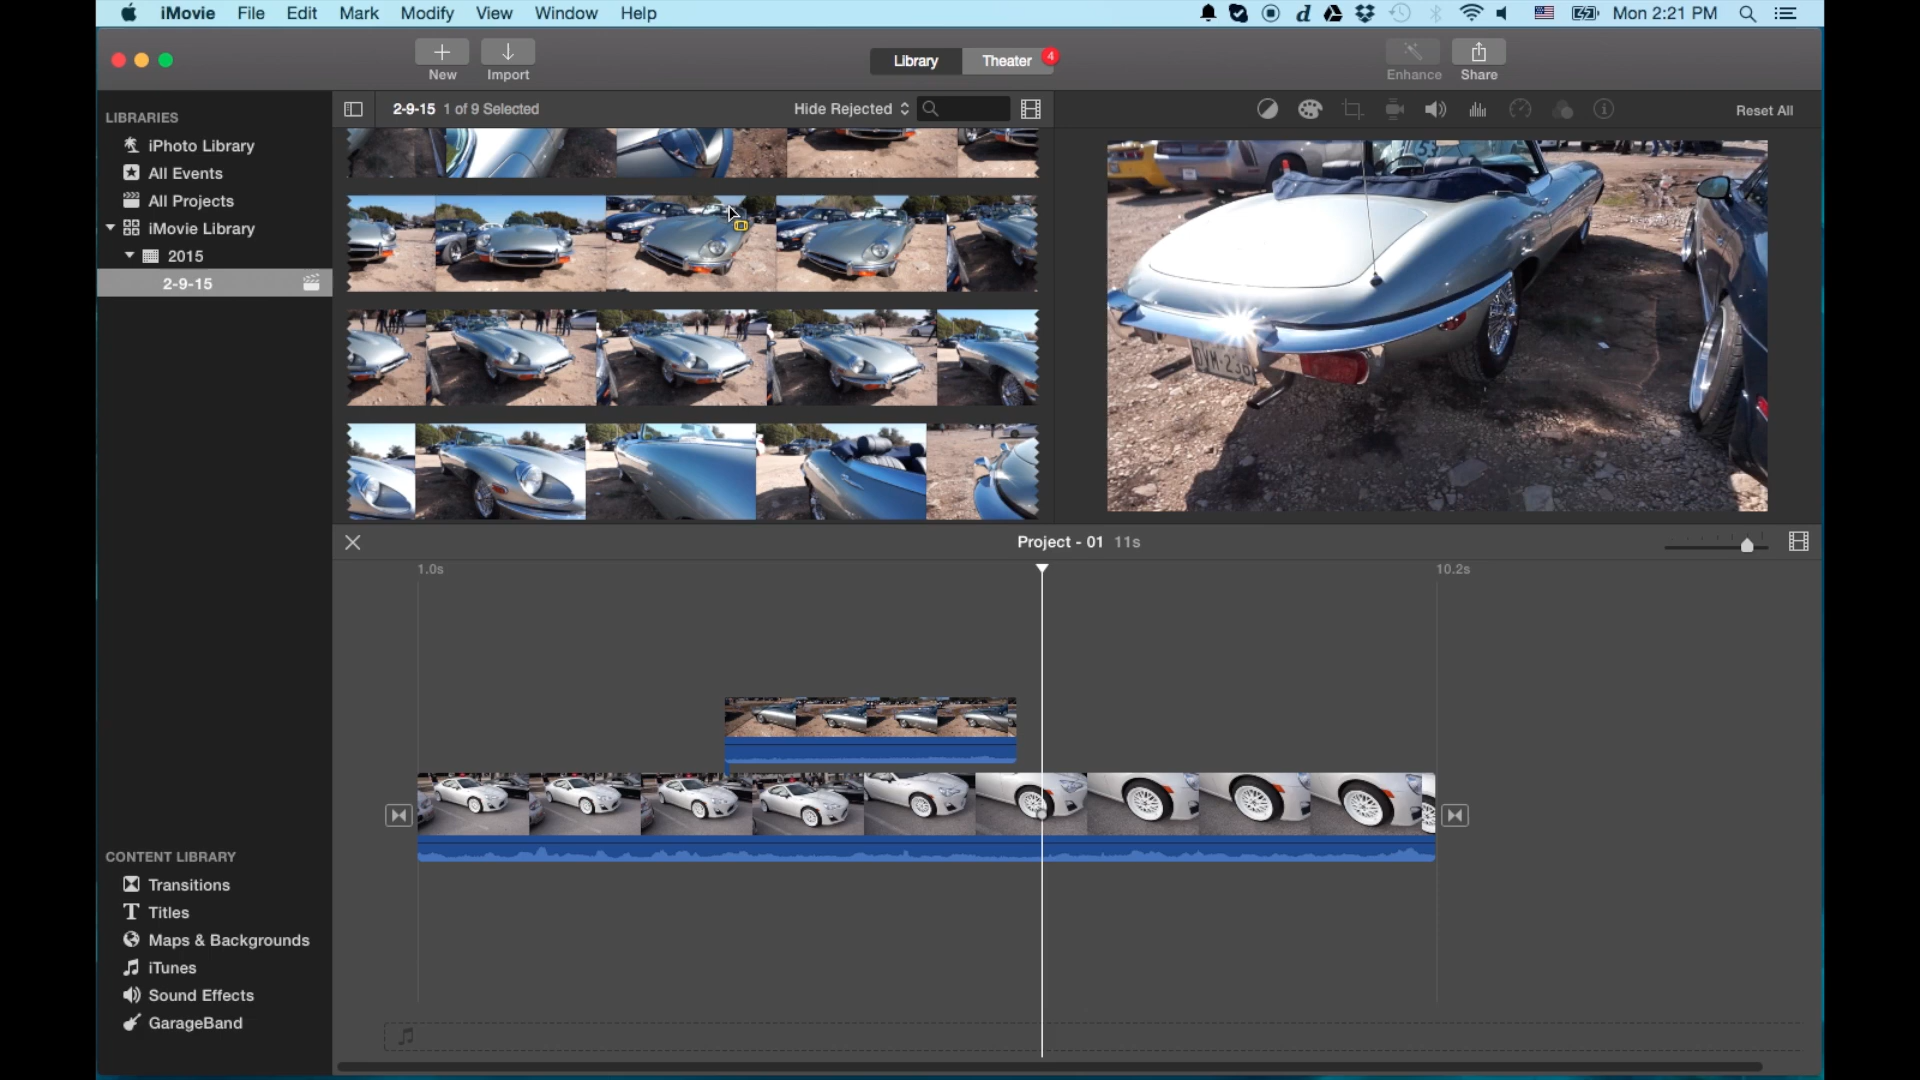 iMovie File Edit Mark Modify View Window Help Mon 2:21 PM
New Import Library Theater 4 Enhance Share
LIBRARIES
iPhoto Library
All Events
All Projects
iMovie Library
2015
2-9-15
2-9-15 1 of 9 Selected Hide Rejected
Reset All
Project - 01 11s
1.0s 10.2s
CONTENT LIBRARY
Transitions
Titles
Maps & Backgrounds
iTunes
Sound Effects
GarageBand